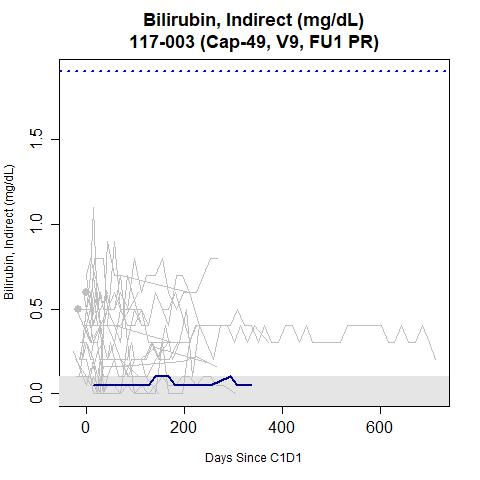 Bilirubin, Indirect (mg/dL)
117-003 (Cap-49, V9, FU1 PR)
Bilirubin, Indirect (mg/dL)
1.5
1.0
0.5
0.0
0 200 400 600
Days Since C1D1